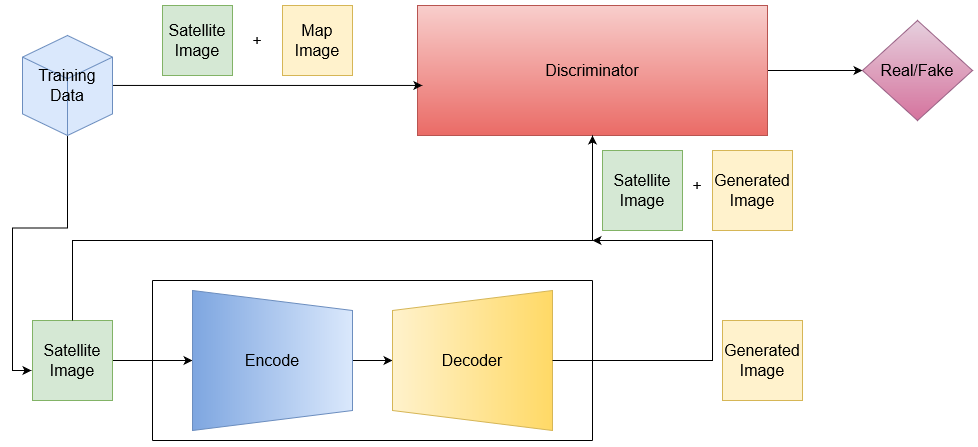 Satellite
Image
+
Map
Image
Training
Data
Discriminator
Real/Fake
Satellite
Image
+
Generated
Image
Satellite
Image
Encode
Decoder
Generated
Image